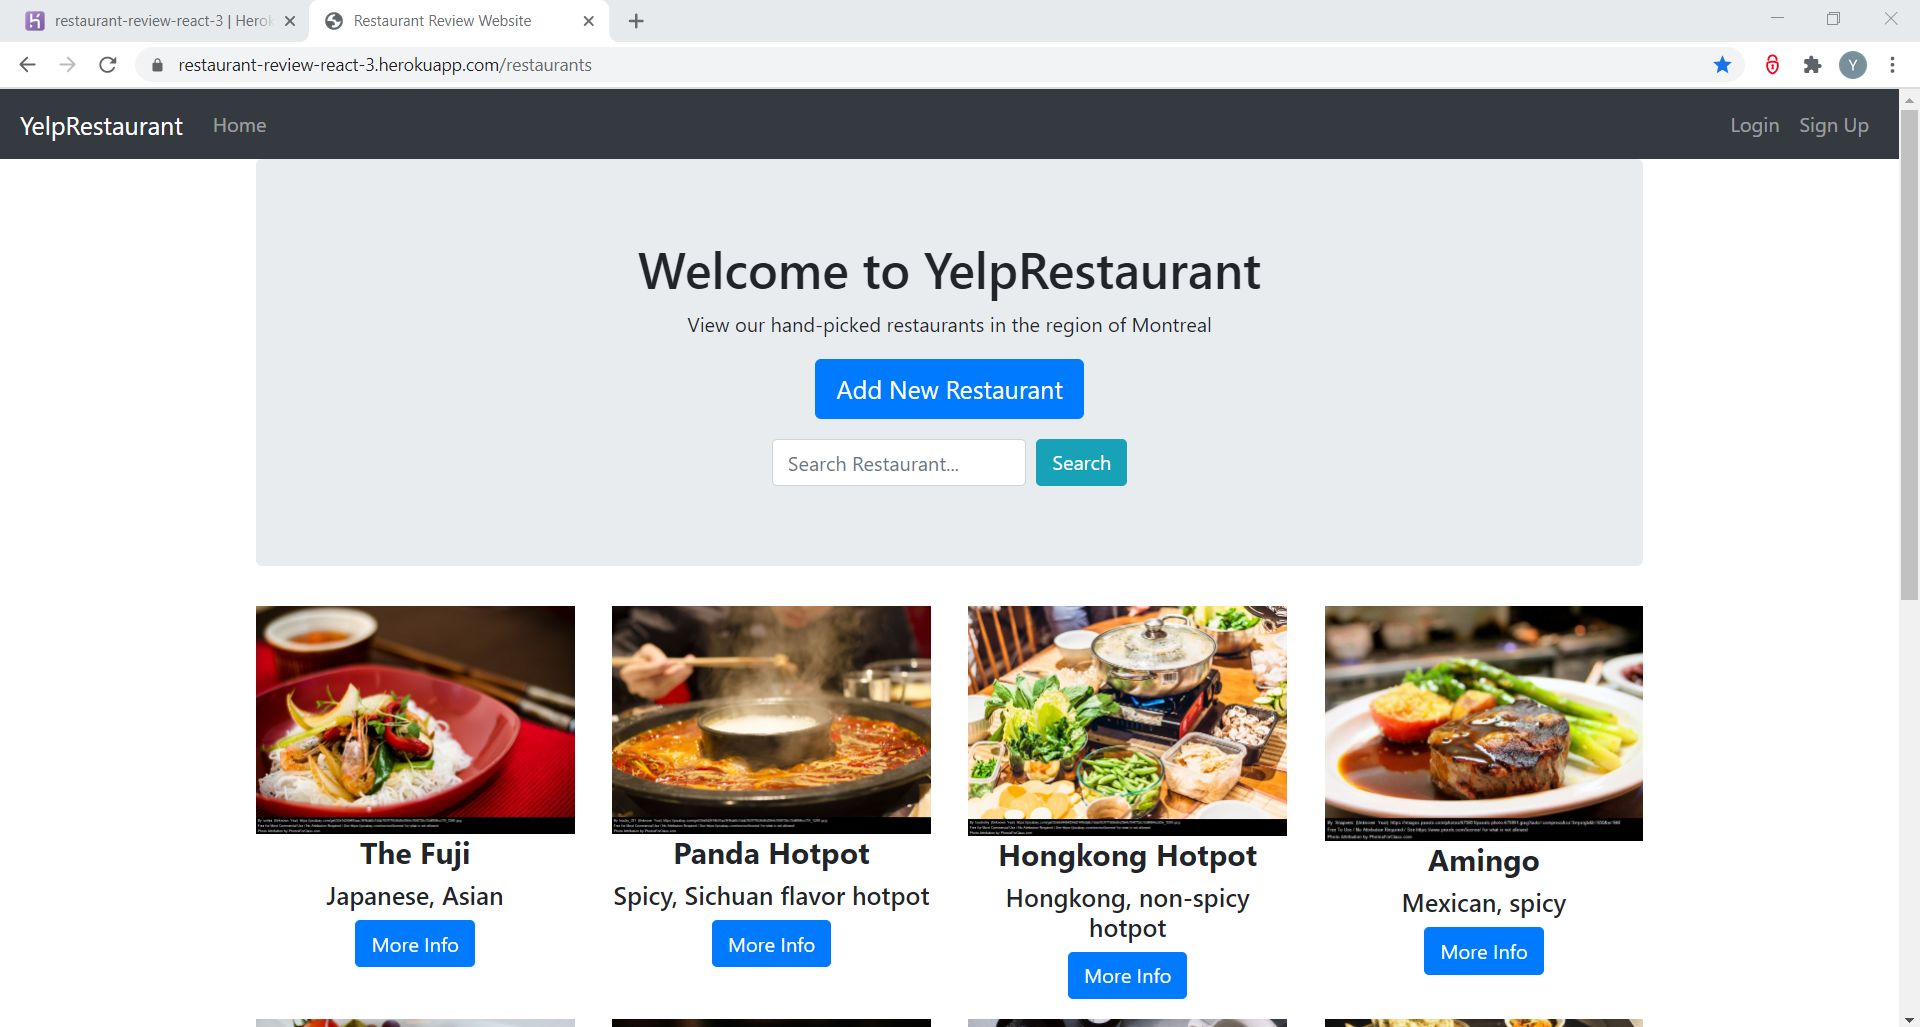 restaurant-review-react-3 | Herok
Restaurant Review Website
restaurant-review-react-3.herokuapp.com/restaurants
Y
YelpRestaurant
Home
Login
Sign Up
Welcome to YelpRestaurant
View our hand-picked restaurants in the region of Montreal
Add New Restaurant
Search Restaurant...
Search
The Fuji
Japanese, Asian
More Info
Panda Hotpot
Spicy, Sichuan flavor hotpot
More Info
Hongkong Hotpot
Hongkong, non-spicy
hotpot
More Info
Amingo
Mexican, spicy
More Info